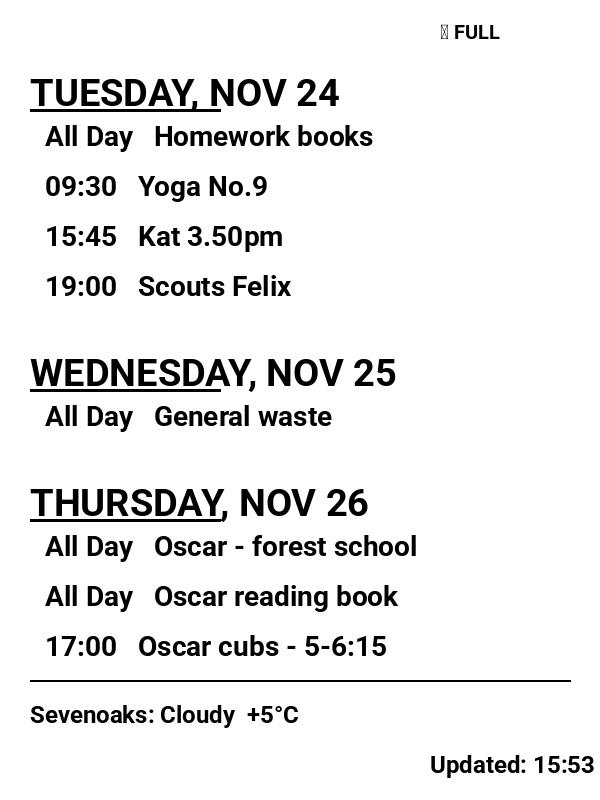 FULL
TUESDAY, NOV 24
All Day Homework books
09:30 Yoga No.9
15:45 Kat 3.50pm
19:00 Scouts Felix
WEDNESDAY, NOV 25
All Day General waste
THURSDAY, NOV 26
All Day Oscar - forest school
All Day Oscar reading book
17:00 Oscar cubs - 5-6:15
Sevenoaks: Cloudy +5°C
Updated: 15:53